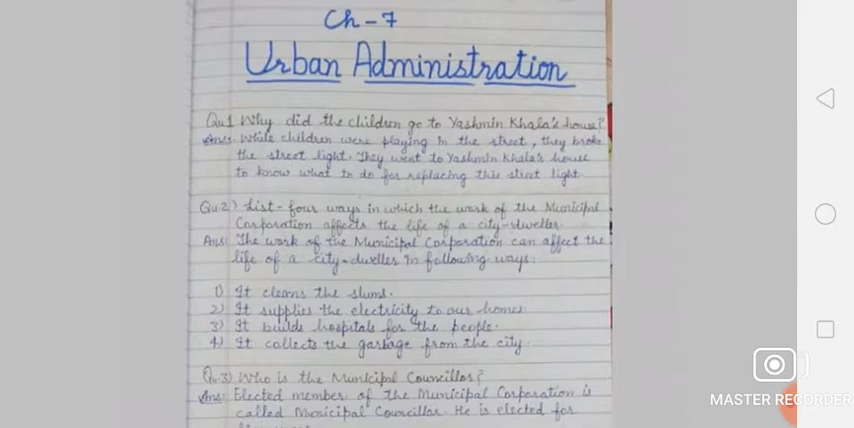 Ch-7
Urban Administration
Qu1 Why did the children go to Yashmin Khala's house?
Ans: While children were playing in the street, they broke
the street light. They went to Yashmin Khala's house
to know what to do for replacing this street light
Qu2) List-four ways in which the work of the Municipal
Corporation affects the life of a city-dweller.
Ans: The work of the Municipal Corporation can affect the
life of a city-dweller in following ways:
1) It cleans the slums.
2) It supplies the electricity to our homes
3) It builds hospitals for the people.
4) It collects the garbage from the city.
Qu.3) Who is the Municipal Councillor?
Ans: Elected member of the Municipal Corporation is
called Municipal Councillor. He is elected for
MASTER RECORDER